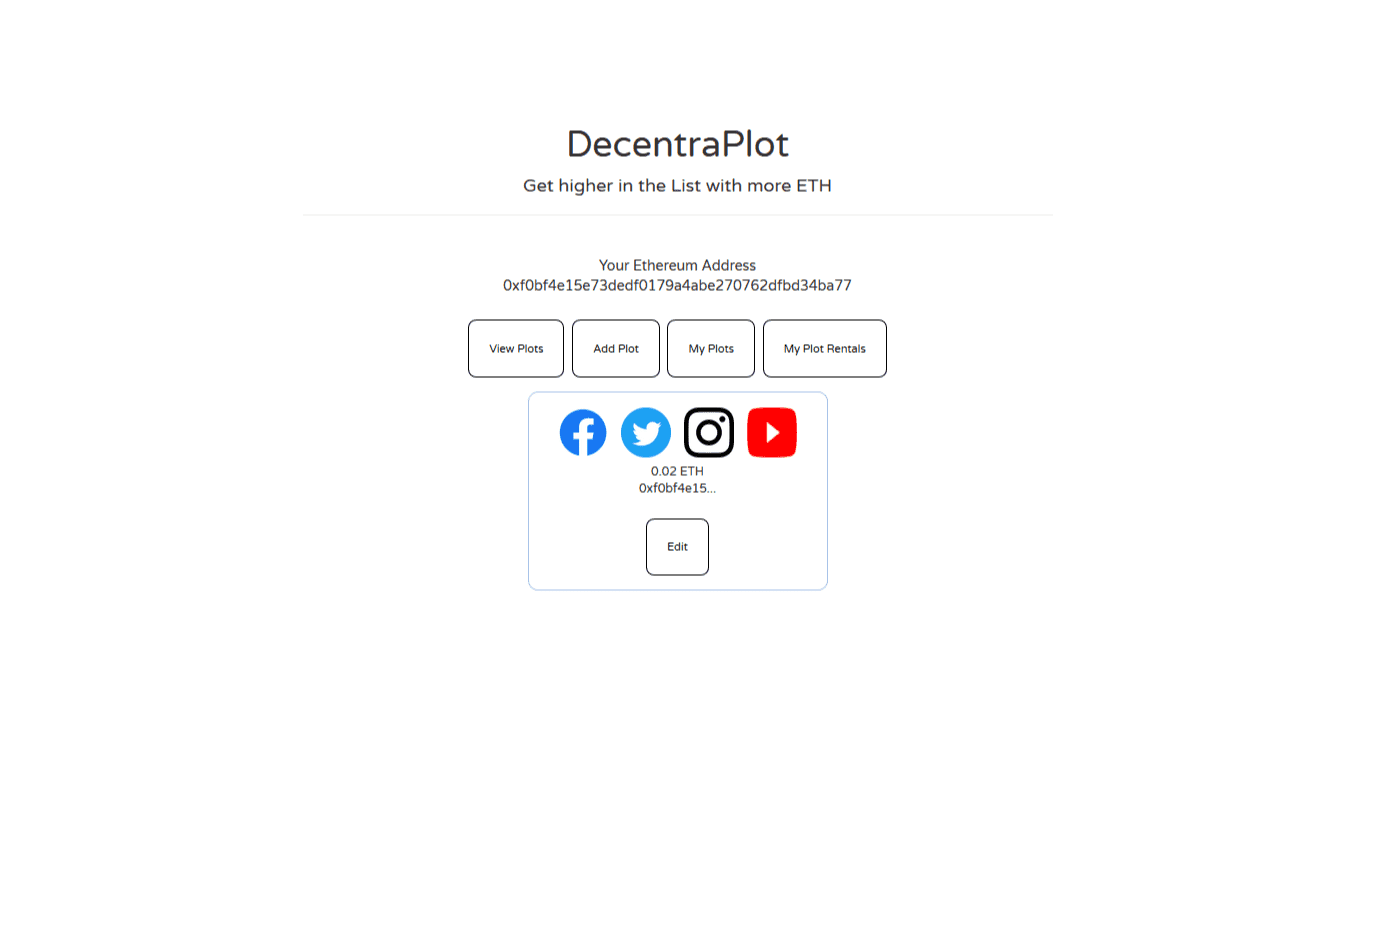 DecentraPlot
Get higher in the List with more ETH
Your Ethereum Address
0xf0bf4e15e73dedf0179a4abe270762dfbd34ba77
View Plots
Add Plot
My Plots
My Plot Rentals
0.02 ETH
0xf0bf4e15...
Edit